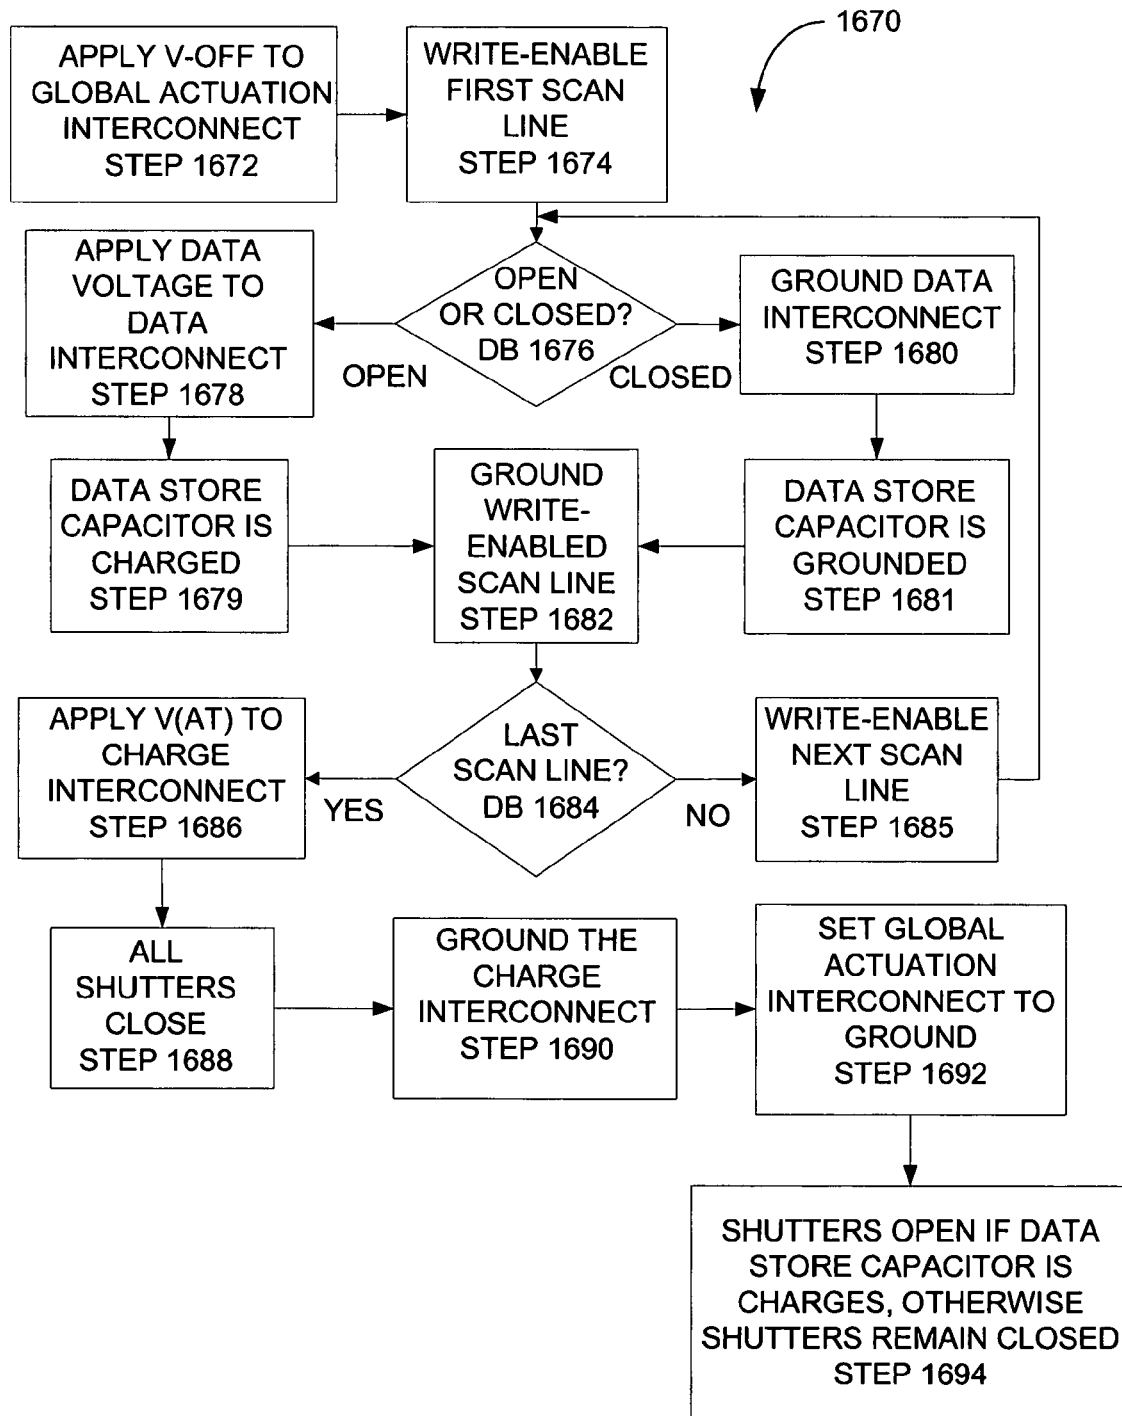 1670
APPLY V-OFF TO
GLOBAL ACTUATION
INTERCONNECT
STEP 1672
WRITE-ENABLE
FIRST SCAN
LINE
STEP 1674
APPLY DATA
VOLTAGE TO
DATA
INTERCONNECT
STEP 1678
OPEN
OR CLOSED?
DB 1676
OPEN
CLOSED
GROUND DATA
INTERCONNECT
STEP 1680
DATA STORE
CAPACITOR IS
CHARGED
STEP 1679
GROUND
WRITE-
ENABLED
SCAN LINE
STEP 1682
DATA STORE
CAPACITOR IS
GROUNDED
STEP 1681
APPLY V(AT) TO
CHARGE
INTERCONNECT
STEP 1686
YES
LAST
SCAN LINE?
DB 1684
NO
WRITE-ENABLE
NEXT SCAN
LINE
STEP 1685
ALL
SHUTTERS
CLOSE
STEP 1688
GROUND THE
CHARGE
INTERCONNECT
STEP 1690
SET GLOBAL
ACTUATION
INTERCONNECT TO
GROUND
STEP 1692
SHUTTERS OPEN IF DATA
STORE CAPACITOR IS
CHARGES, OTHERWISE
SHUTTERS REMAIN CLOSED
STEP 1694